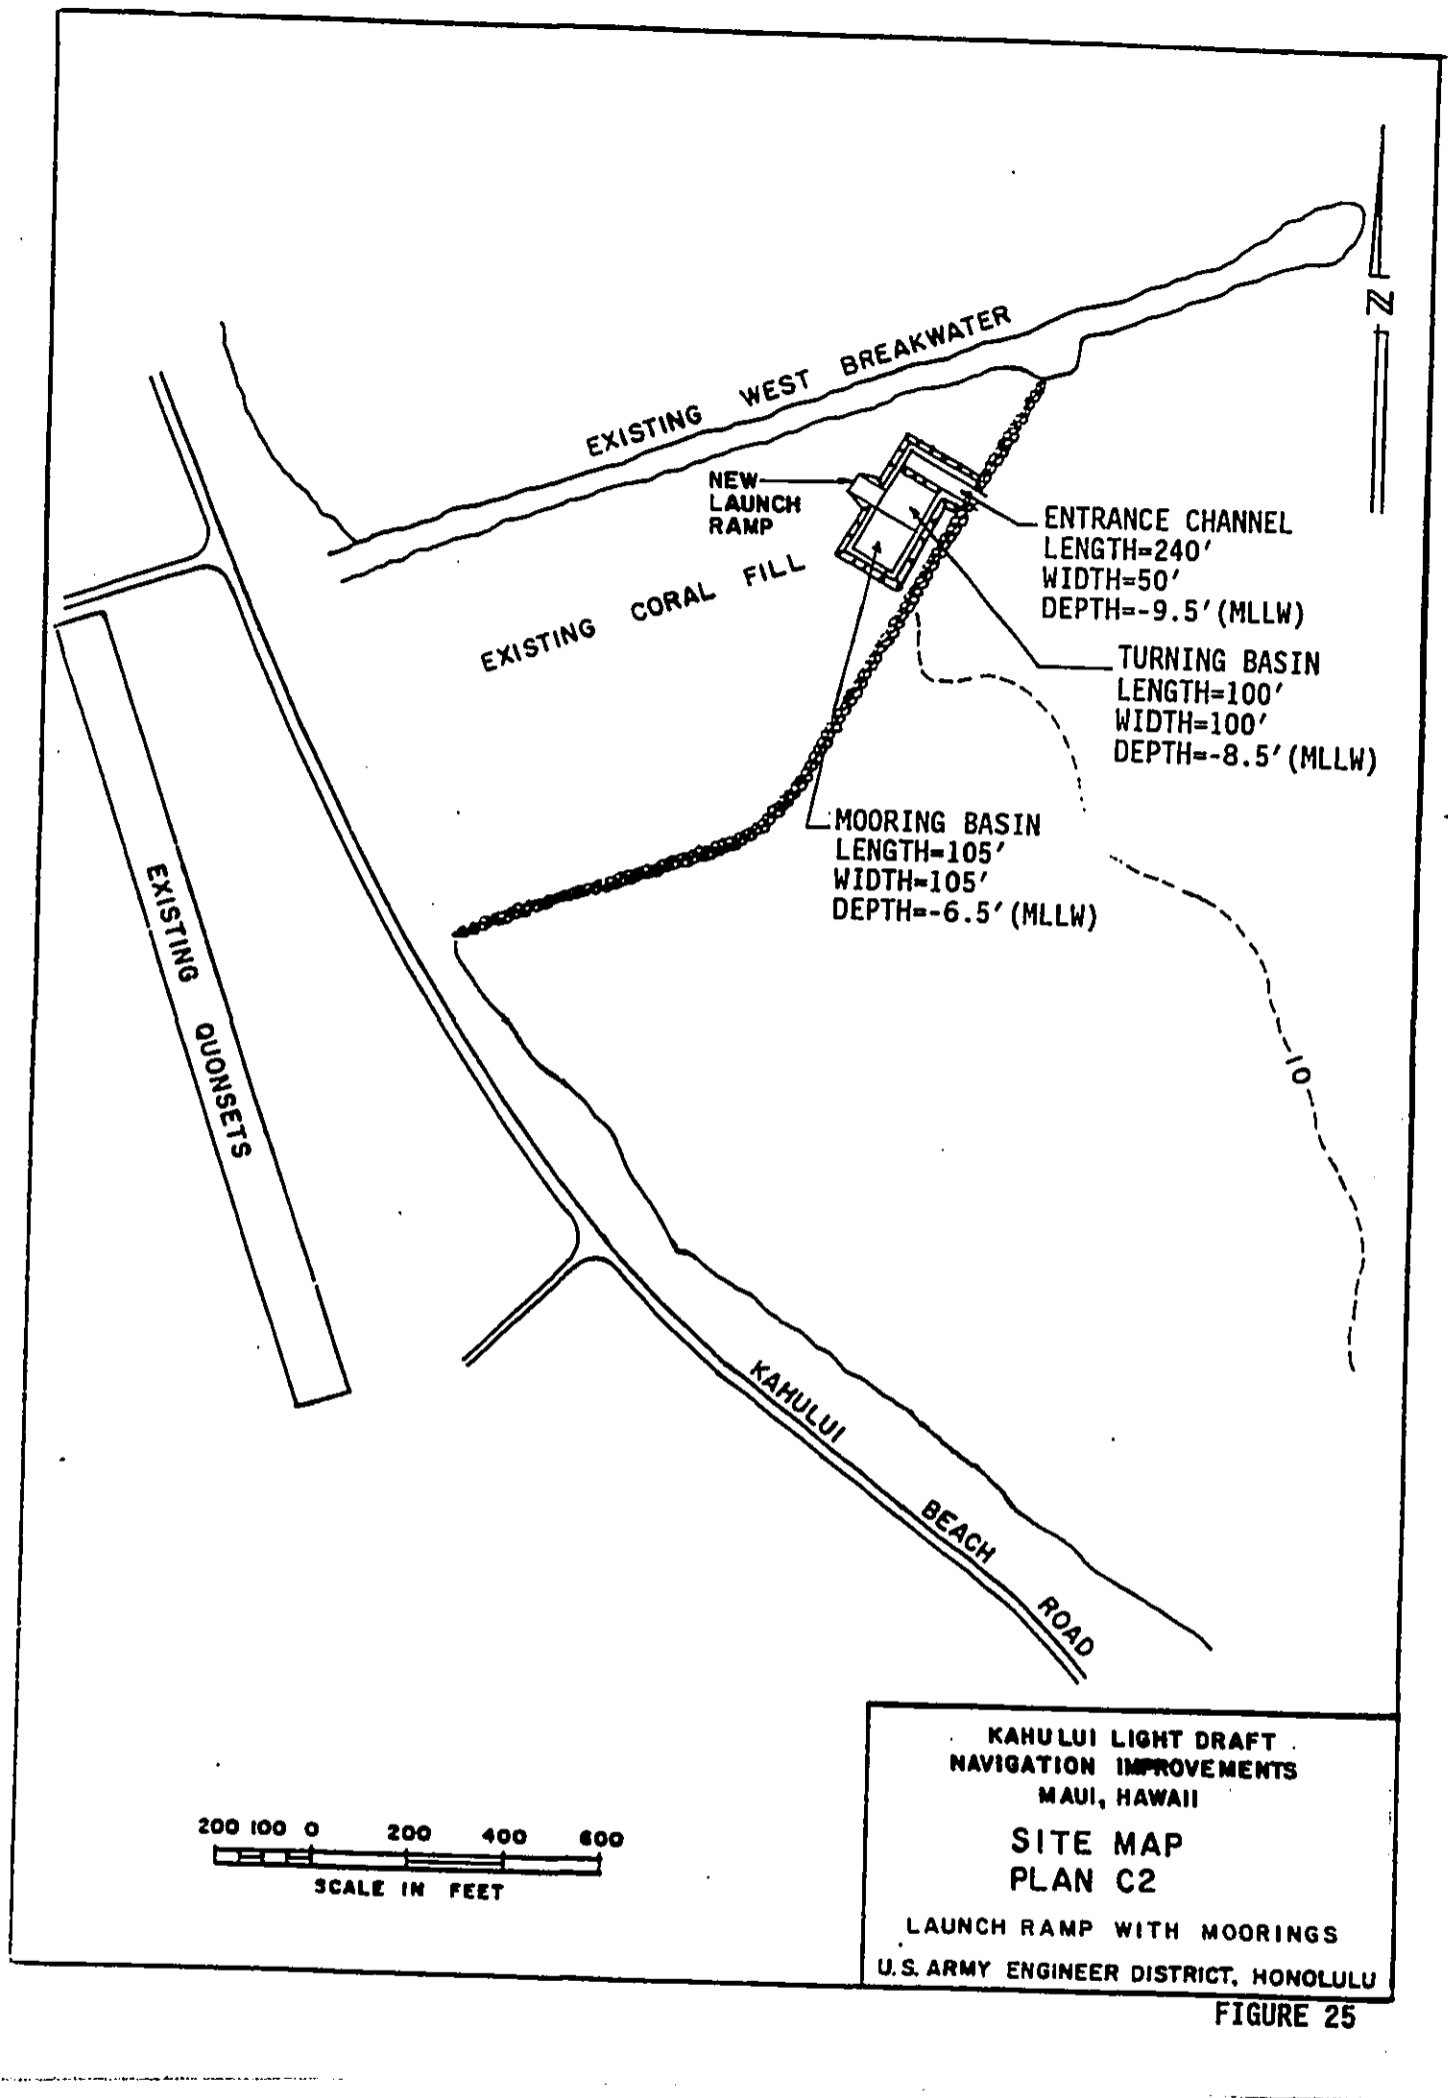 EXISTING WEST BREAKWATER
N
NEW
LAUNCH
RAMP
EXISTING CORAL FILL
ENTRANCE CHANNEL
LENGTH=240'
WIDTH=50'
DEPTH=-9.5'(MLLW)
TURNING BASIN
LENGTH=100'
WIDTH=100'
DEPTH=-8.5'(MLLW)
MOORING BASIN
LENGTH=105'
WIDTH=105'
DEPTH=-6.5'(MLLW)
EXISTING QUONSETS
10
KAHULUI BEACH ROAD
200 100 0 200 400 600
SCALE IN FEET
KAHULUI LIGHT DRAFT
NAVIGATION IMPROVEMENTS
MAUI, HAWAII
SITE MAP
PLAN C2
LAUNCH RAMP WITH MOORINGS
U.S. ARMY ENGINEER DISTRICT, HONOLULU
FIGURE 25